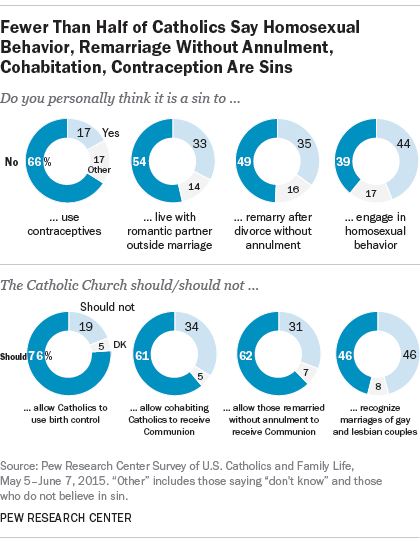 Fewer Than Half of Catholics Say Homosexual
Behavior, Remarriage Without Annulment,
Cohabitation, Contraception Are Sins
Do you personally think it is a sin to ...
No 66% 17 Yes 17 Other
54 33 14
49 35 16
39 44 17
... use
contraceptives
... live with
romantic partner
outside marriage
... remarry after
divorce without
annulment
... engage in
homosexual
behavior
The Catholic Church should/should not ...
Should not
Should 76% 19 5 DK
61 34 5
62 31 7
46 46 8
... allow Catholics to
use birth control
... allow cohabiting
Catholics to receive
Communion
... allow those remarried
without annulment to
receive Communion
... recognize
marriages of gay
and lesbian couples
Source: Pew Research Center Survey of U.S. Catholics and Family Life,
May 5–June 7, 2015. “Other” includes those saying “don’t know” and those
who do not believe in sin.
PEW RESEARCH CENTER